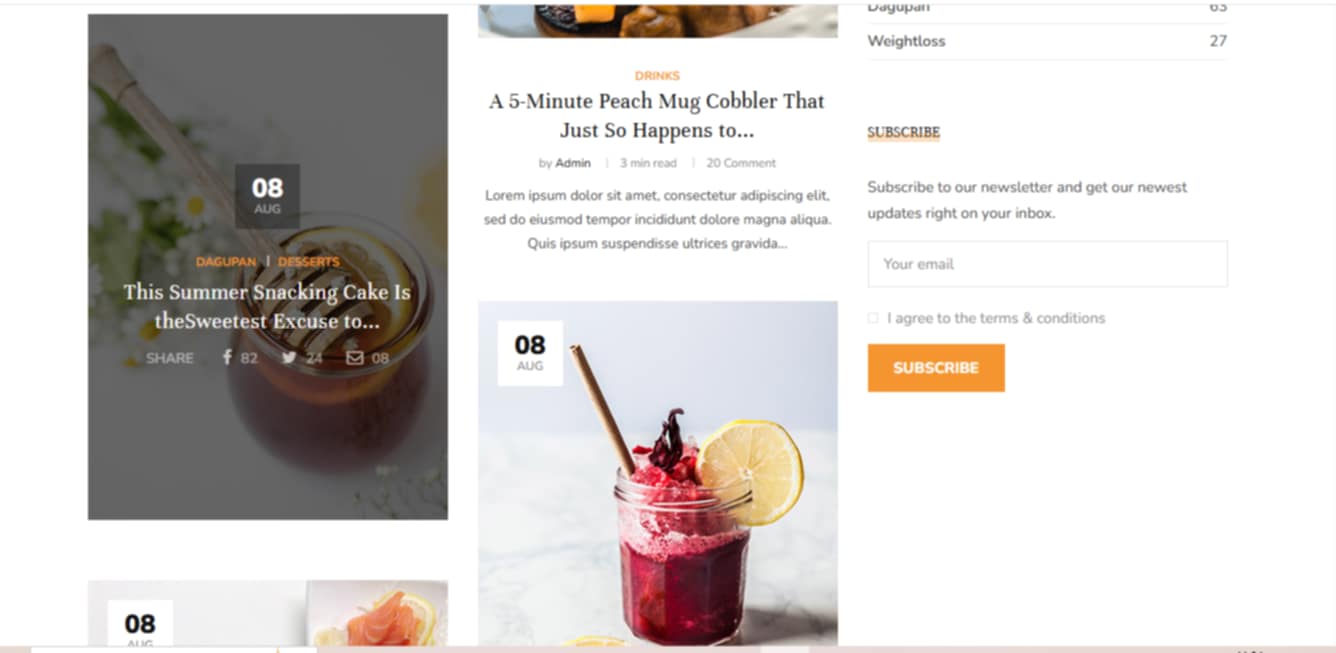 08
AUG
DAGUPAN | DESSERTS
This Summer Snacking Cake Is
theSweetest Excuse to...
SHARE 82 24 08
08
AUG
DRINKS
A 5-Minute Peach Mug Cobbler That
Just So Happens to...
by Admin | 3 min read | 20 Comment
Lorem ipsum dolor sit amet, consectetur adipiscing elit,
sed do eiusmod tempor incididunt dolore magna aliqua.
Quis ipsum suspendisse ultrices gravida...
08
AUG
Dagupan 63
Weightloss 27
SUBSCRIBE
Subscribe to our newsletter and get our newest
updates right on your inbox.
Your email
I agree to the terms & conditions
SUBSCRIBE